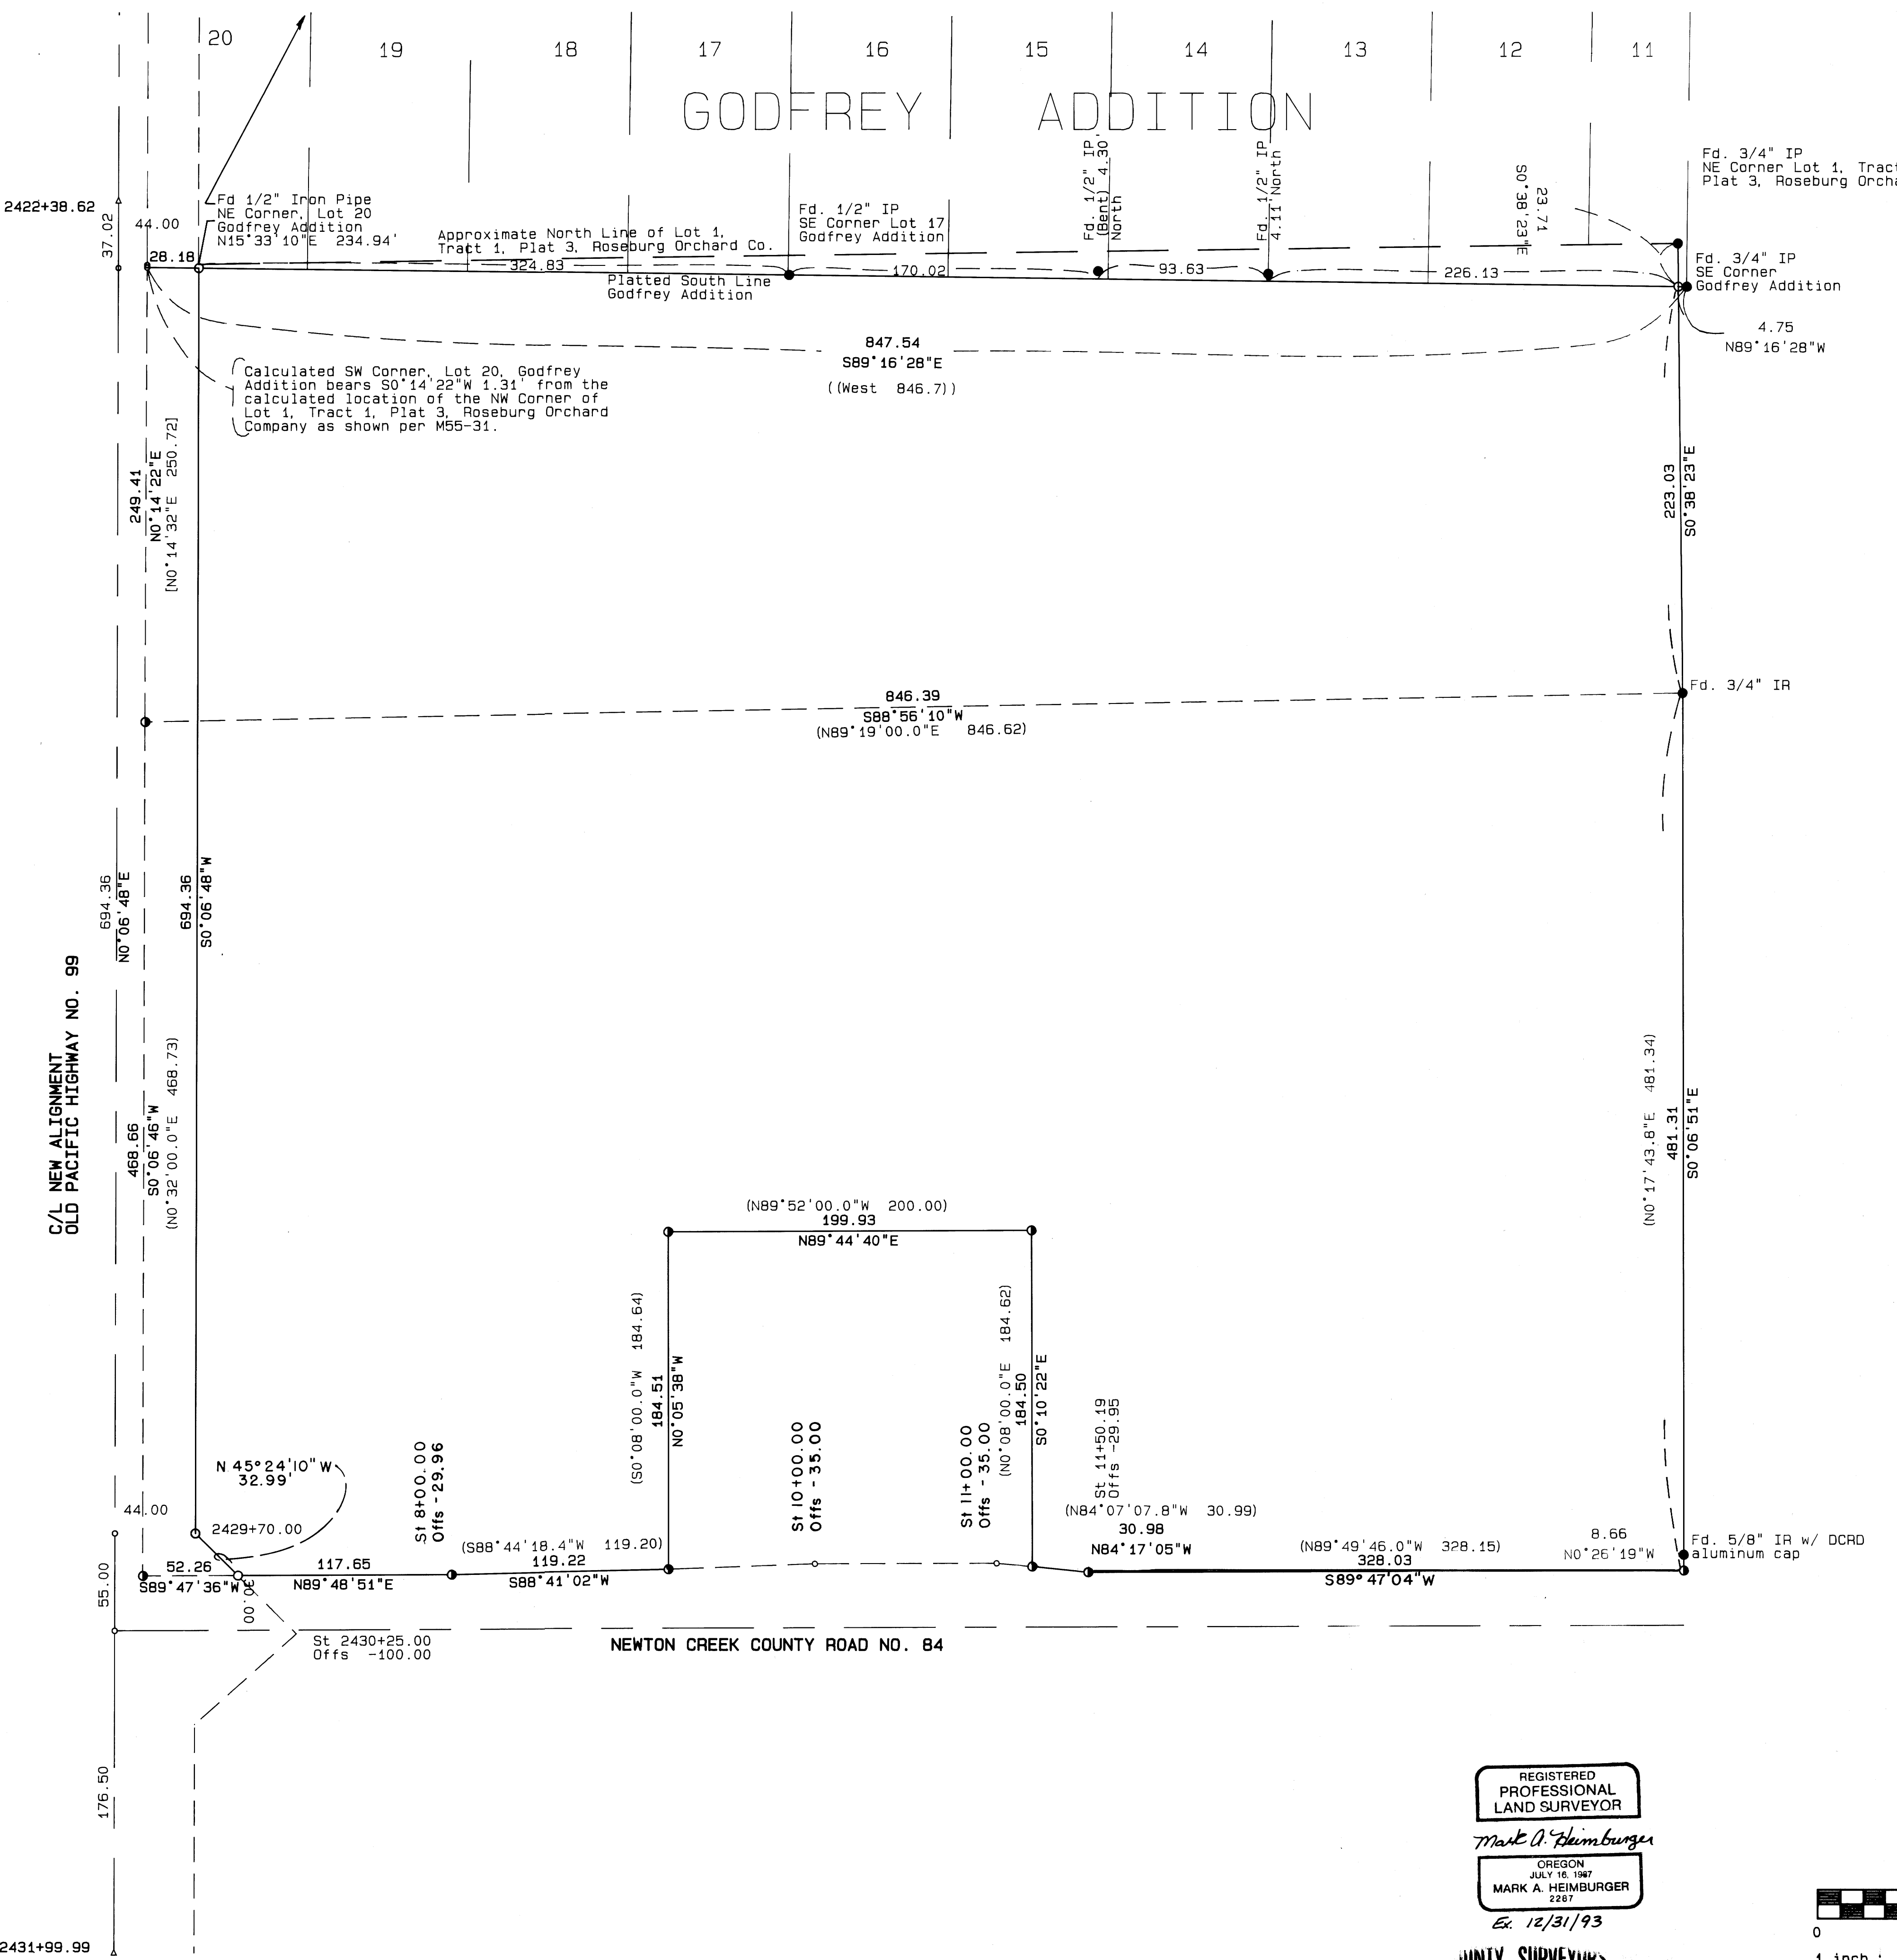 20
19
18
17
16
15
14
13
12
11
GODFREY ADDITION
2422+38.62
37.02
44.00
28.18
Fd 1/2" Iron Pipe
NE Corner, Lot 20
Godfrey Addition
N15°33'10"E 234.94'
Approximate North Line of Lot 1,
Tract 1, Plat 3, Roseburg Orchard Co.
324.83
Platted South Line
Godfrey Addition
Fd. 1/2" IP
SE Corner Lot 17
Godfrey Addition
170.02
Fd. 1/2" IP
(Bent) 4.30'
North
93.63
Fd. 1/2" IP
4.11'North
226.13
23.71
S0°38'23"E
Fd. 3/4" IP
NE Corner Lot 1, Trac
Plat 3, Roseburg Orcha
Fd. 3/4" IP
SE Corner
Godfrey Addition
4.75
N89°16'28"W
847.54
S89°16'28"E
((West 846.7))
Calculated SW Corner, Lot 20, Godfrey
Addition bears S0°14'22"W 1.31' from the
calculated location of the NW Corner of
Lot 1, Tract 1, Plat 3, Roseburg Orchard
Company as shown per M55-31.
249.41
N0°14'22"E
[N0°14'32"E 250.72]
223.03
S0°38'23"E
Fd. 3/4" IR
846.39
S88°56'10"W
(N89°19'00.0"E 846.62)
694.36
N0°06'48"E
694.36
S0°06'48"W
C/L NEW ALIGNMENT
OLD PACIFIC HIGHWAY NO. 99
468.66
S0°06'46"W
(N0°32'00.0"E 468.73)
(N0°17'43.8"E 481.34)
481.31
S0°06'51"E
(N89°52'00.0"W 200.00)
199.93
N89°44'40"E
(S0°08'00.0"W 184.64)
184.51
N0°05'38"W
(N0°08'00.0"E 184.62)
184.50
S0°10'22"E
N 45°24'10"W
32.99'
St 8+00.00
Offs -29.96
St 10+00.00
Offs - 35.00
St 11+00.00
Offs - 35.00
St 11+50.19
Offs -29.95
44.00
2429+70.00
55.00
52.26
S89°47'36"W
30.00
117.65
N89°48'51"E
(S88°44'18.4"W 119.20)
119.22
S88°41'02"W
(N84°07'07.8"W 30.99)
30.98
N84°17'05"W
(N89°49'46.0"W 328.15)
328.03
S89°47'04"W
8.66
N0°26'19"W
Fd. 5/8" IR w/ DCRD
aluminum cap
St 2430+25.00
Offs -100.00
NEWTON CREEK COUNTY ROAD NO. 84
176.50
2431+99.99
REGISTERED
PROFESSIONAL
LAND SURVEYOR
Mark A. Heimburger
OREGON
JULY 16, 1987
MARK A. HEIMBURGER
2287
Ex. 12/31/93
0
1 inch